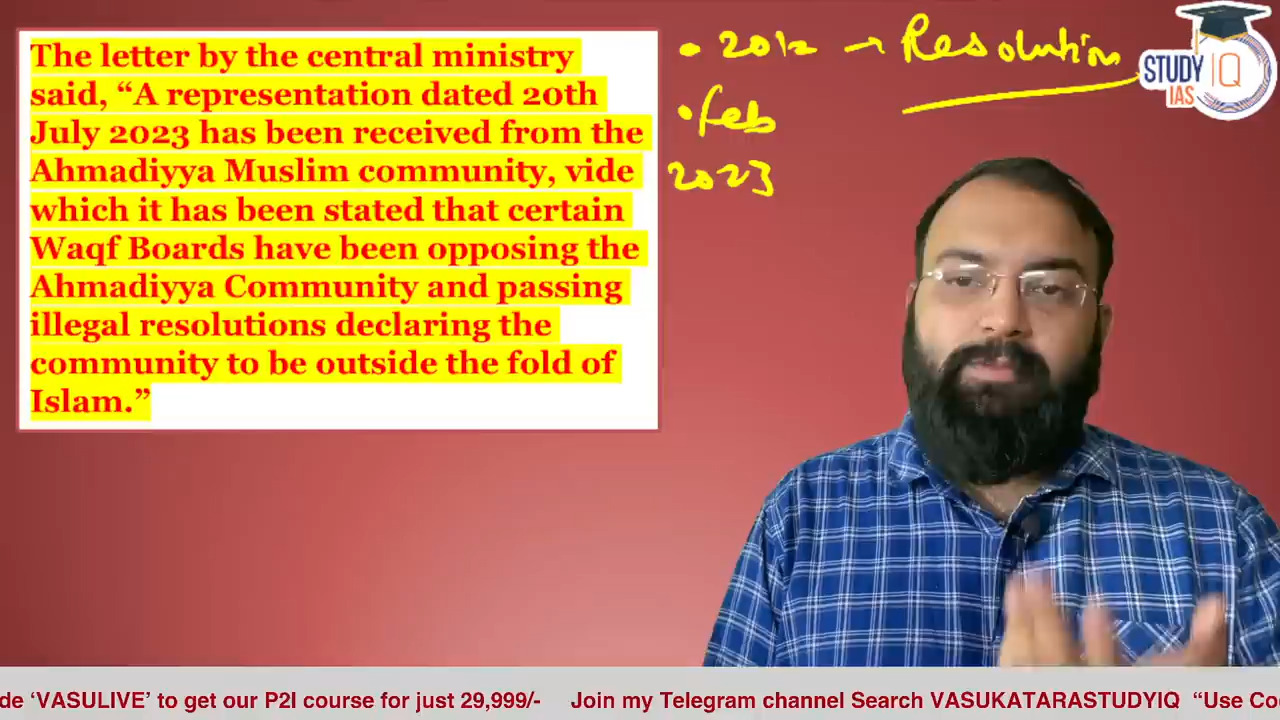 The letter by the central ministry
said, “A representation dated 20th
July 2023 has been received from the
Ahmadiyya Muslim community, vide
which it has been stated that certain
Waqf Boards have been opposing the
Ahmadiyya Community and passing
illegal resolutions declaring the
community to be outside the fold of
Islam.”
• 2012 → Resolution
• Feb
2023
STUDY IQ
IAS
de ‘VASULIVE’ to get our P2I course for just 29,999/- Join my Telegram channel Search VASUKATARASTUDYIQ “Use Co